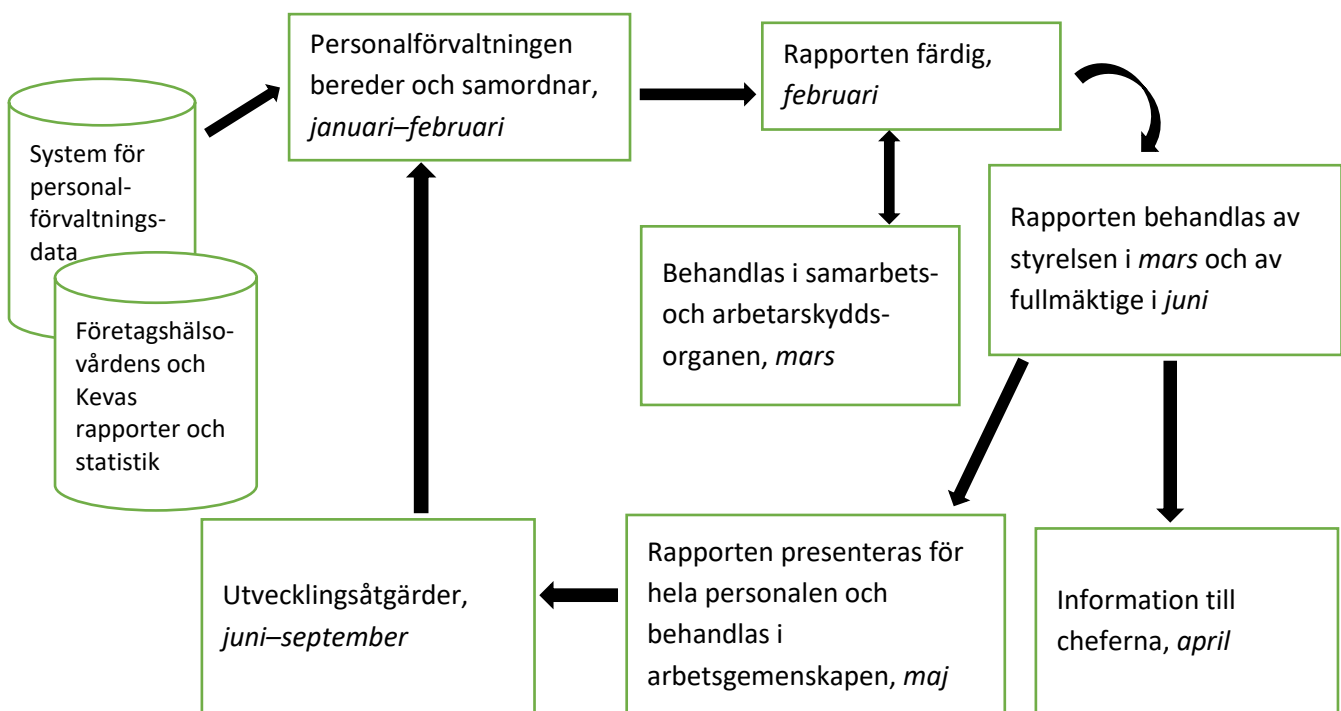 Personalförvaltningen
bereder och samordnar,
januari–februari
Rapporten färdig,
februari
System för
personal-
förvaltnings-
data
Företagshälso-
vårdens och
Kevas
rapporter och
statistik
Behandlas i samarbets-
och arbetarskydds-
organen, mars
Rapporten behandlas av
styrelsen i mars och av
fullmäktige i juni
Utvecklingsåtgärder,
juni–september
Rapporten presenteras för
hela personalen och
behandlas i
arbetsgemenskapen, maj
Information till
cheferna, april